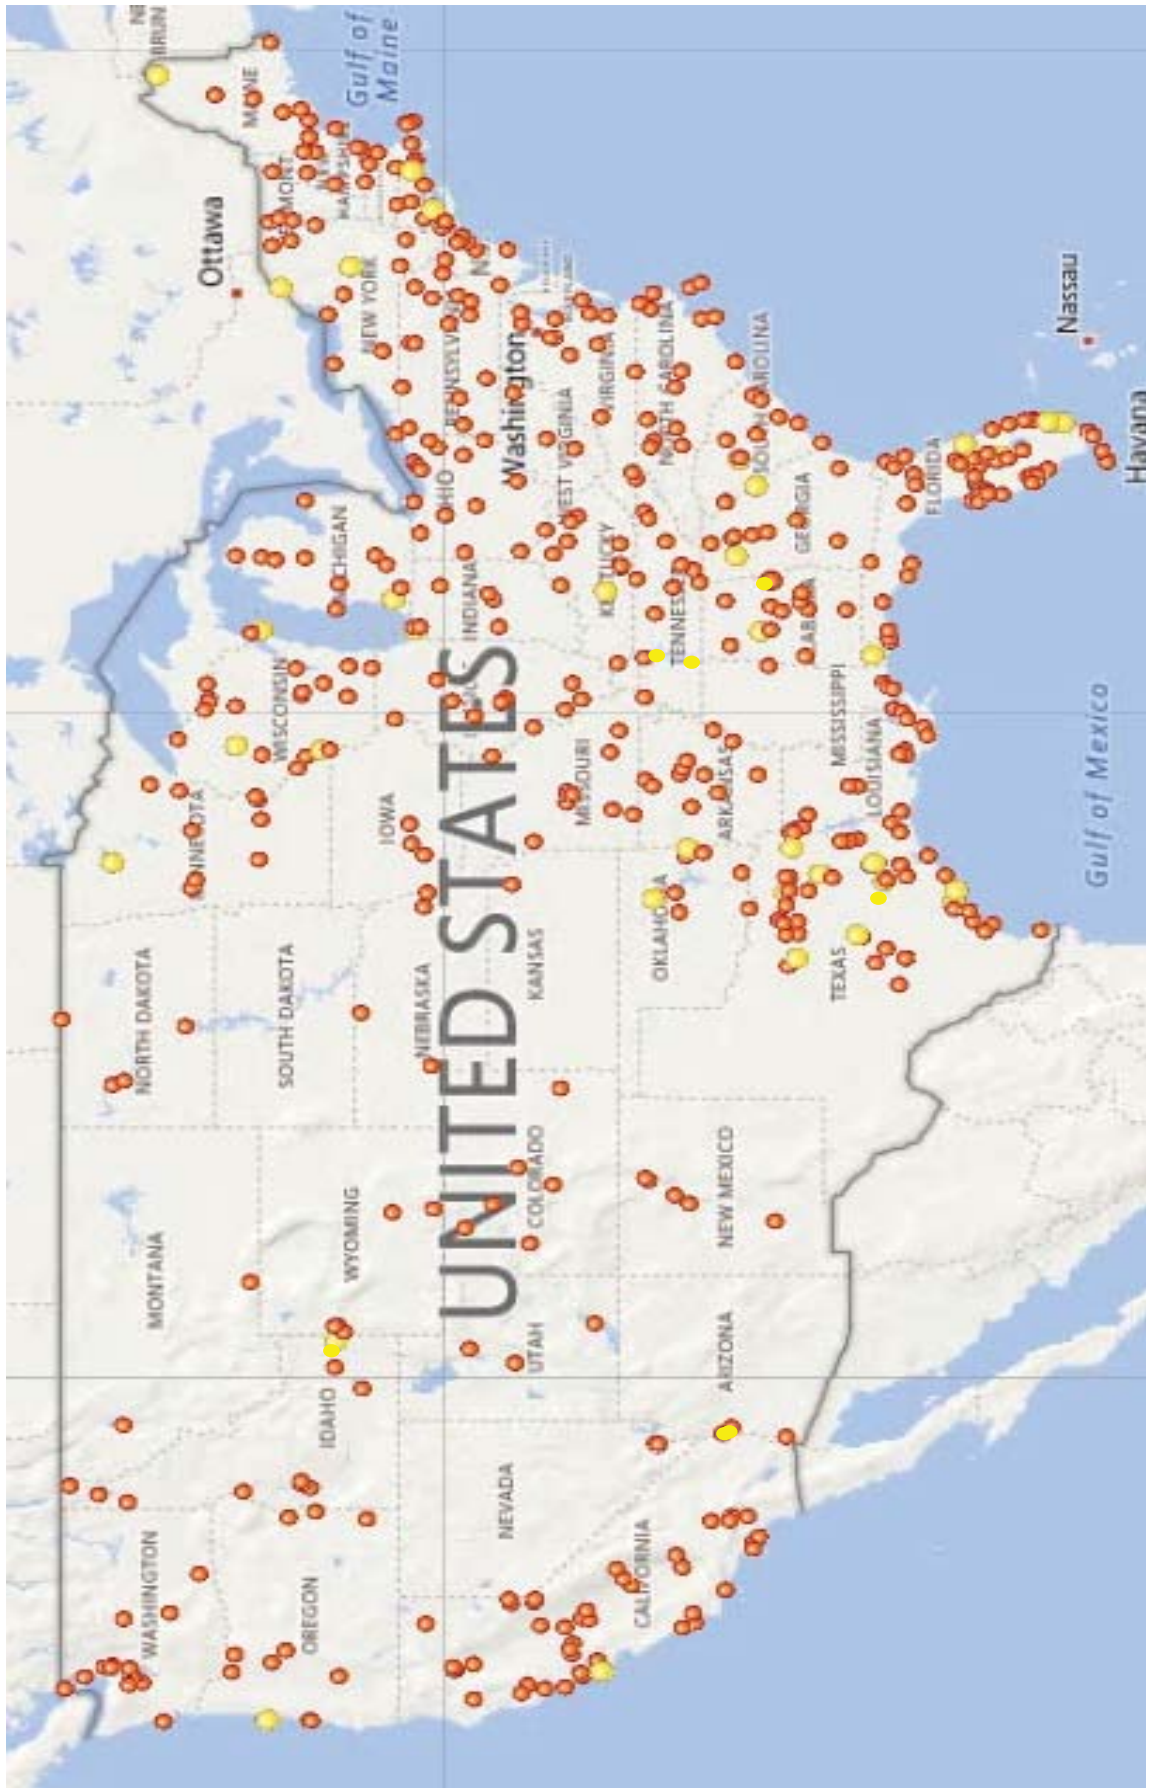 WASHINGTON
OREGON
CALIFORNIA
NEVADA
IDAHO
MONTANA
WYOMING
UTAH
ARIZONA
COLORADO
NEW MEXICO
NORTH DAKOTA
SOUTH DAKOTA
NEBRASKA
KANSAS
OKLAHOMA
TEXAS
UNITED STATES
IOWA
MISSOURI
ARKANSAS
LOUISIANA
MISSISSIPPI
WISCONSIN
INDIANA
TENNESSEE
OHIO
WEST VIRGINIA
VIRGINIA
NORTH CAROLINA
SOUTH CAROLINA
GEORGIA
FLORIDA
NEW YORK
MAINE
Ottawa
Washington
Nassau
Havana
Gulf of
Maine
Gulf of Mexico